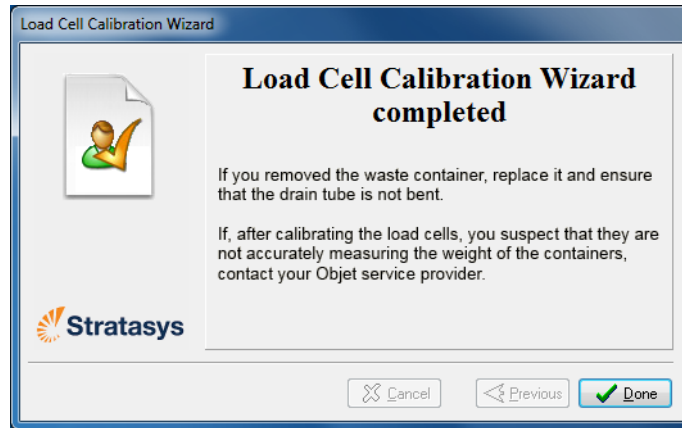 Load Cell Calibration Wizard
Load Cell Calibration Wizard
completed
If you removed the waste container, replace it and ensure
that the drain tube is not bent.
If, after calibrating the load cells, you suspect that they are
not accurately measuring the weight of the containers,
contact your Objet service provider.
Stratasys
Cancel
Previous
Done